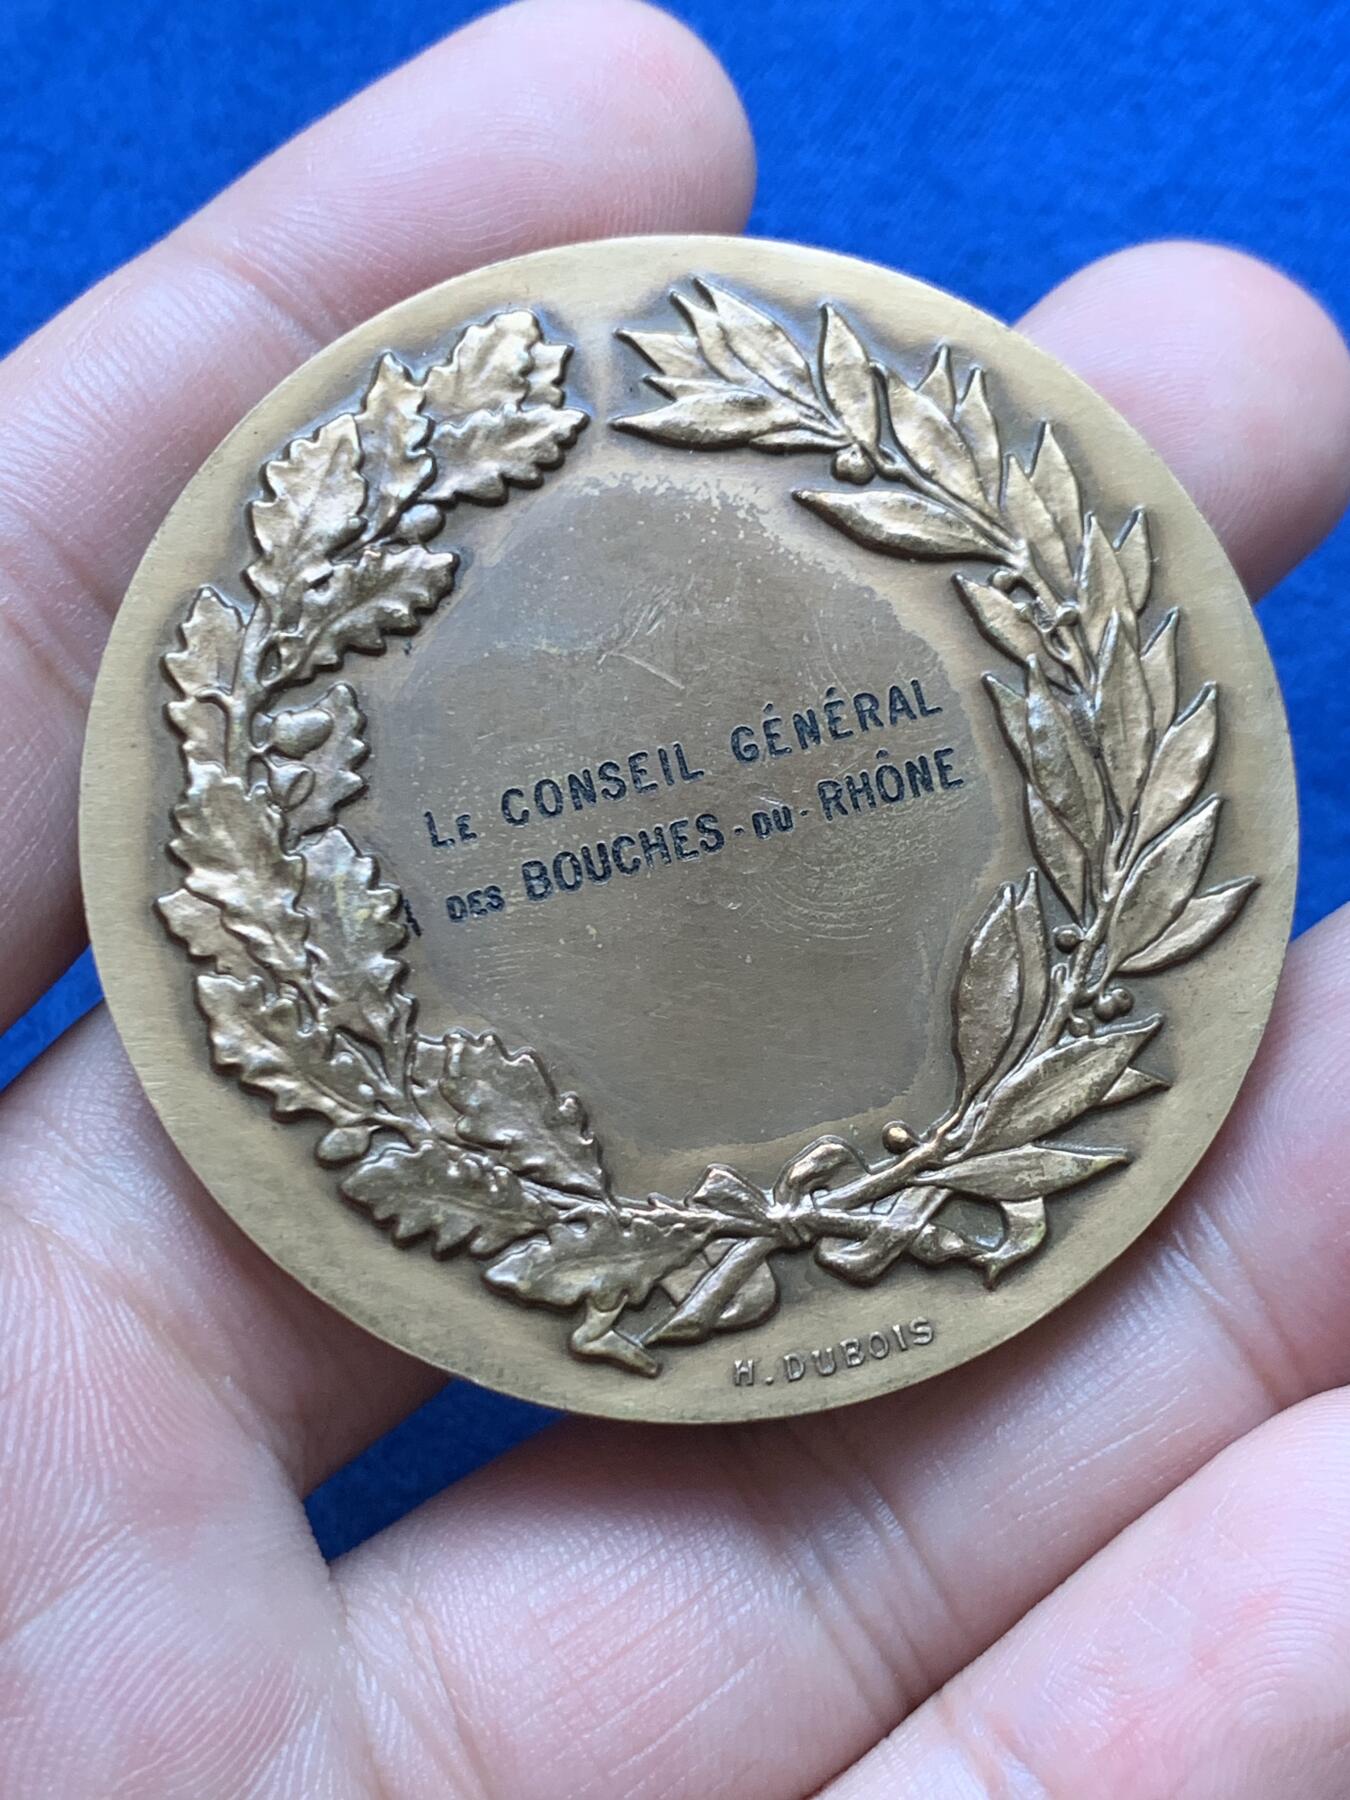 LE CONSEIL GÉNÉRAL
DES BOUCHES-DU-RHÔNE
H.DUBOIS